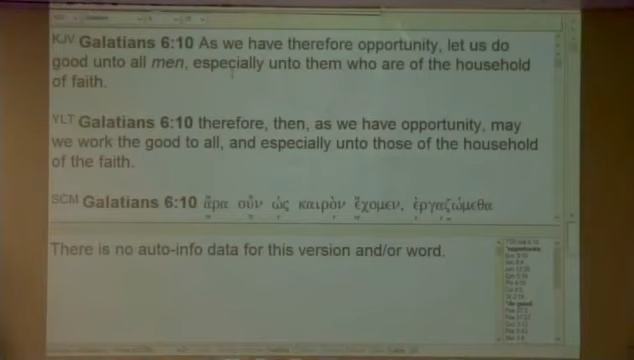 KJV Galatians 6:10 As we have therefore opportunity, let us do
good unto all men, especially unto them who are of the household
of faith.
YLT Galatians 6:10 therefore, then, as we have opportunity, may
we work the good to all, and especially unto those of the household
of the faith.
SCM Galatians 6:10 ἄρα οὖν ὡς καιρὸν ἔχομεν, ἐργαζώμεθα
There is no auto-info data for this version and/or word.